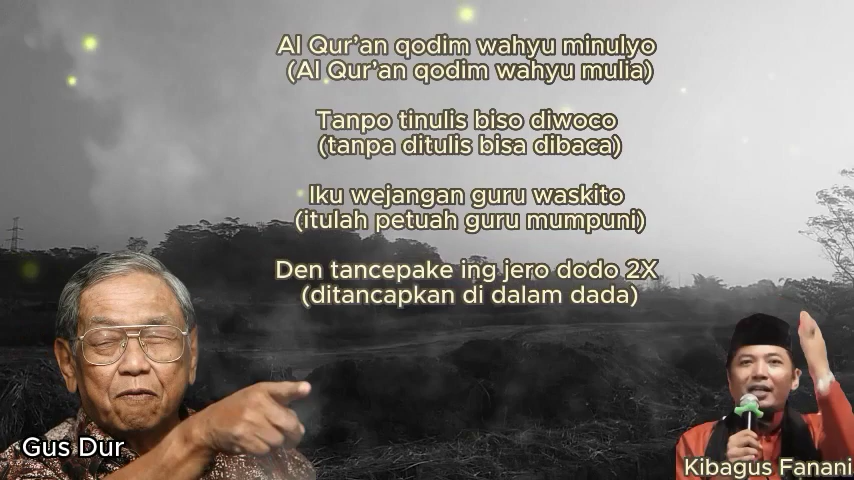 Al Qur'an qodim wahyu minulyo
(Al Qur'an qodim wahyu mulia)
Tanpo tinulis biso diwoco
(tanpa ditulis bisa dibaca)
Iku wejangan guru waskito
(itulah petuah guru mumpuni)
Den tancepake ing jero dodo 2X
(ditancapkan di dalam dada)
Gus Dur
Kibagus Fanani